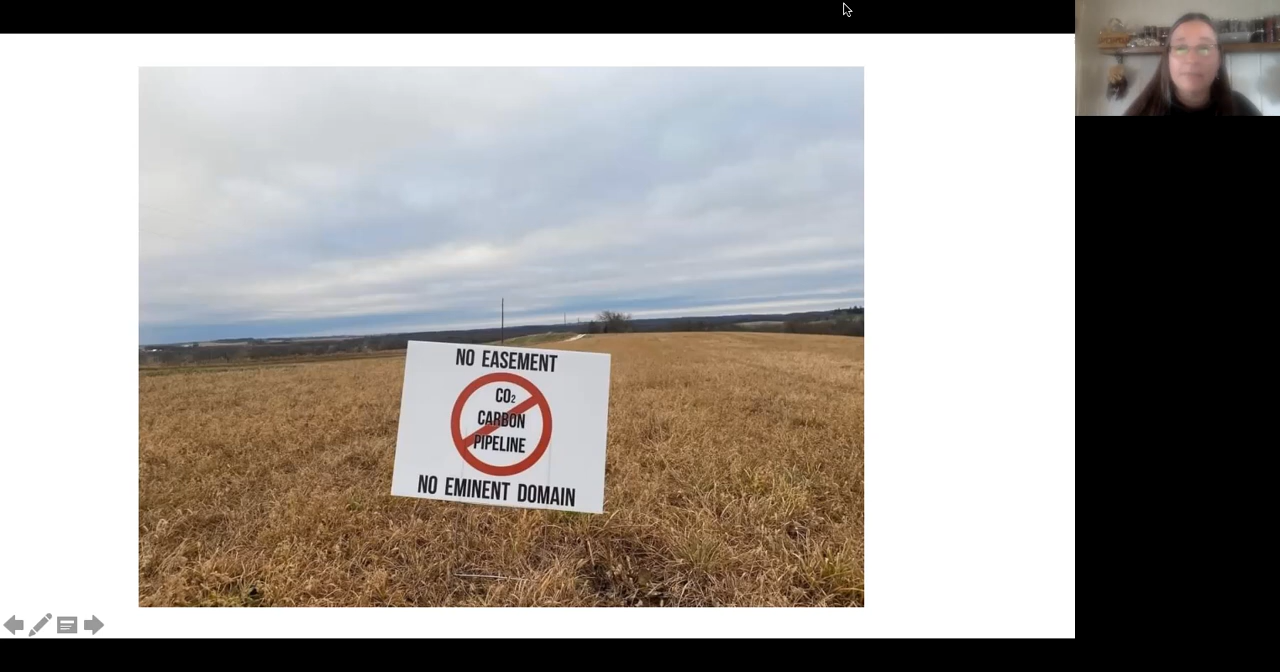 NO EASEMENT
CO₂
CARBON
PIPELINE
NO EMINENT DOMAIN